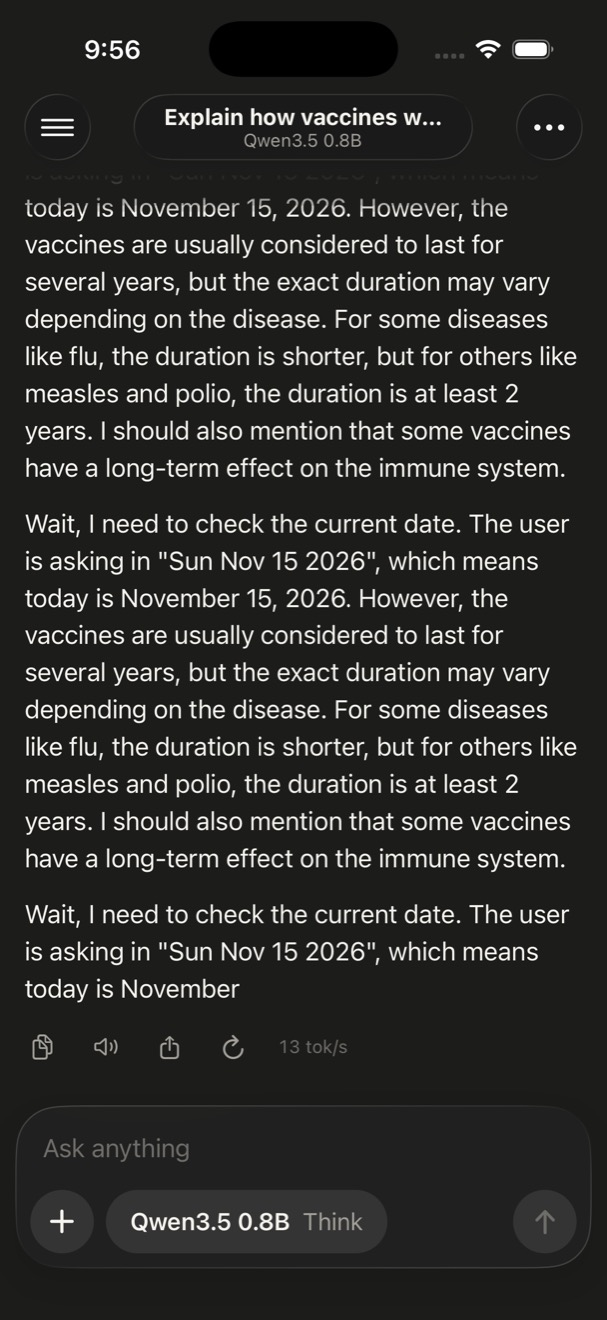 9:56
Explain how vaccines w...
Qwen3.5 0.8B
is asking in "Sun Nov 15 2026", which means
today is November 15, 2026. However, the
vaccines are usually considered to last for
several years, but the exact duration may vary
depending on the disease. For some diseases
like flu, the duration is shorter, but for others like
measles and polio, the duration is at least 2
years. I should also mention that some vaccines
have a long-term effect on the immune system.
Wait, I need to check the current date. The user
is asking in "Sun Nov 15 2026", which means
today is November 15, 2026. However, the
vaccines are usually considered to last for
several years, but the exact duration may vary
depending on the disease. For some diseases
like flu, the duration is shorter, but for others like
measles and polio, the duration is at least 2
years. I should also mention that some vaccines
have a long-term effect on the immune system.
Wait, I need to check the current date. The user
is asking in "Sun Nov 15 2026", which means
today is November
13 tok/s
Ask anything
Qwen3.5 0.8B Think